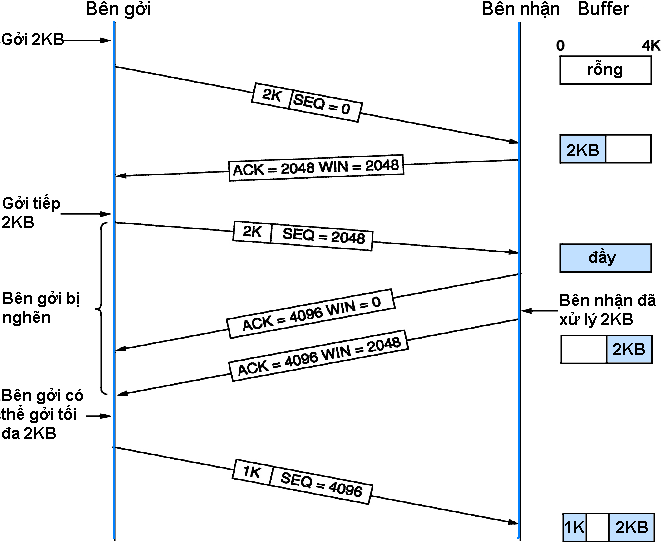 Bên gởi
Bên nhận
Buffer
Gởi 2KB
0
4K
rỗng
2K
SEQ = 0
2KB
ACK = 2048 WIN = 2048
Gởi tiếp
2KB
2K
SEQ = 2048
đầy
Bên gởi bị
nghẽn
ACK = 4096 WIN = 0
Bên nhận đã
xử lý 2KB
ACK = 4096 WIN = 2048
2KB
Bên gởi có
thể gởi tối
đa 2KB
1K
SEQ = 4096
1K
2KB